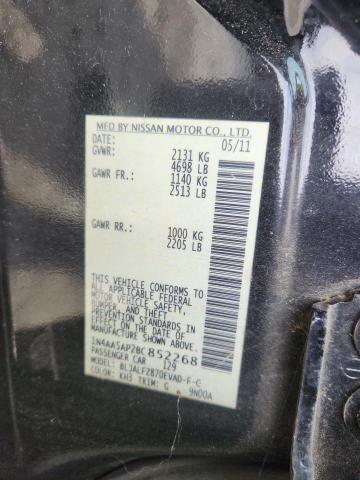 MFD BY NISSAN MOTOR CO., LTD.
DATE: 05/11
GVWR: 2131 KG
4698 LB
GAWR FR: 1140 KG
2513 LB
GAWR RR: 1000 KG
2205 LB
THIS VEHICLE CONFORMS
TO ALL APPLICABLE FEDERAL
MOTOR VEHICLE SAFETY,
BUMPER, AND THEFT
PREVENTION STANDARDS
IN EFFECT ON THE DATE OF
MANUFACTURE SHOWN ABOVE.
1N4AA5AP2BC852268
PASSENGER CAR 129
MODEL: BLJALFZB70EVAD-F-C
COLOR: KH3 TRIM: G 9N00A